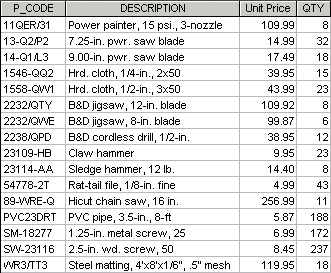 P_CODE DESCRIPTION Unit Price QTY
11QER/31 Power painter, 15 psi., 3-nozzle 109.99 8
13-Q2/P2 7.25-in. pwr. saw blade 14.99 32
14-Q1/L3 9.00-in. pwr. saw blade 17.49 18
1546-QQ2 Hrd. cloth, 1/4-in., 2x50 39.95 15
1558-QW1 Hrd. cloth, 1/2-in., 3x50 43.99 23
2232/QTY B&D jigsaw, 12-in. blade 109.92 8
2232/QWE B&D jigsaw, 8-in. blade 99.87 6
2238/QPD B&D cordless drill, 1/2-in. 38.95 12
23109-HB Claw hammer 9.95 23
23114-AA Sledge hammer, 12 lb. 14.40 8
54778-2T Rat-tail file, 1/8-in. fine 4.99 43
89-WRE-Q Hicut chain saw, 16 in. 256.99 11
PVC23DRT PVC pipe, 3.5-in., 8-ft 5.87 188
SM-18277 1.25-in. metal screw, 25 6.99 172
SW-23116 2.5-in. wd. screw, 50 8.45 237
WR3/TT3 Steel matting, 4'x8'x1/6", .5" mesh 119.95 18